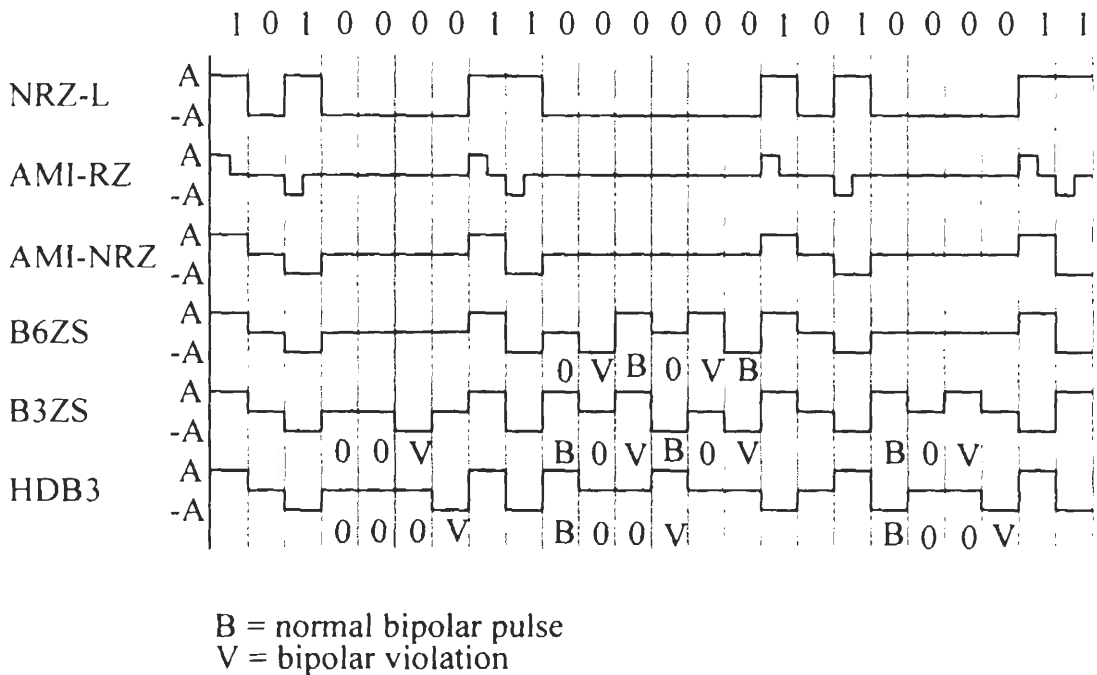 1 0 1 0 0 0 0 1 1 0 0 0 0 0 0 1 0 1 0 0 0 0 1 1
A
NRZ-L
-A
A
AMI-RZ
-A
A
AMI-NRZ
-A
A
B6ZS
-A
0 V B 0 V B
A
B3ZS
-A
0 0 V B 0 V B 0 V B 0 V
A
HDB3
-A
0 0 0 V B 0 0 V B 0 0 V
B = normal bipolar pulse
V = bipolar violation